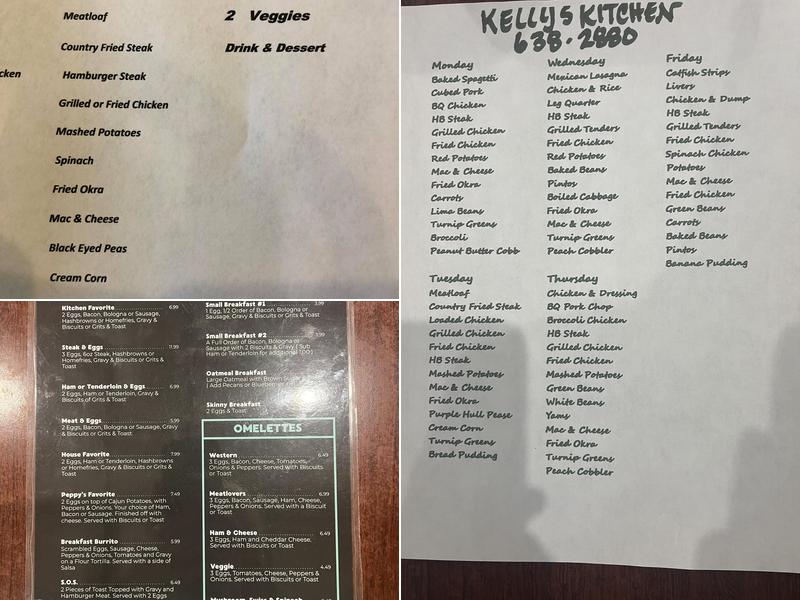 Meatloaf
Country Fried Steak
cken
Hamburger Steak
Grilled or Fried Chicken
Mashed Potatoes
Spinach
Fried Okra
Mac & Cheese
Black Eyed Peas
Cream Corn
2 Veggies
Drink & Dessert
KELLYS KITCHEN
638-2880
Monday
Baked Spagetti
Cubed Pork
BQ Chicken
HB Steak
Grilled Chicken
Fried Chicken
Red Potatoes
Mac & Cheese
Fried Okra
Carrots
Lima Beans
Turnip Greens
Broccoli
Peanut Butter Cobb
Wednesday
Mexican Lasagna
Chicken & Rice
Leg Quarter
HB Steak
Grilled Tenders
Fried Chicken
Red Potatoes
Baked Beans
Pintos
Boiled Cabbage
Fried Okra
Mac & Cheese
Turnip Greens
Peach Cobbler
Friday
Catfish Strips
Livers
Chicken & Dump
HB Steak
Grilled Tenders
Fried Chicken
Spinach Chicken
Potatoes
Mac & Cheese
Fried Chicken
Green Beans
Carrots
Baked Beans
Pintos
Banana Pudding
Tuesday
Meatloaf
Country Fried Steak
Loaded Chicken
Grilled Chicken
Fried Chicken
HB Steak
Mashed Potatoes
Mac & Cheese
Fried Okra
Purple Hull Pease
Cream Corn
Turnip Greens
Bread Pudding
Thursday
Chicken & Dressing
BQ Pork Chop
Broccoli Chicken
HB Steak
Grilled Chicken
Fried Chicken
Mashed Potatoes
Green Beans
White Beans
Yams
Mac & Cheese
Fried Okra
Turnip Greens
Peach Cobbler
Kitchen Favorite 6.99
2 Eggs, Bacon, Bologna or Sausage,
Hashbrowns or Homefries, Gravy &
Biscuits or Grits & Toast
Steak & Eggs 11.99
3 Eggs, 6oz Steak, Hashbrowns or
Homefries, Gravy & Biscuits or Grits &
Toast
Ham or Tenderloin & Eggs 6.99
2 Eggs, Ham or Tenderloin, Gravy &
Biscuits of Grits & Toast
Meat & Eggs 5.99
2 Eggs, Bacon, Bologna or Sausage, Gravy
& Biscuits or Grits & Toast
House Favorite 7.99
2 Eggs, Ham or Tenderloin, Hashbrowns
or Homefries, Gravy & Biscuits or Grits &
Toast
Peppy's Favorite 7.49
2 Eggs on top of Cajun Potatoes, with
Peppers & Onions. Your choice of Ham,
Bacon or Sausage. Finished off with
cheese. Served with Biscuits or Toast
Breakfast Burrito 5.99
Scrambled Eggs, Sausage, Cheese,
Peppers & Onions, Tomatoes and Gravy
on a Flour Tortilla. Served with a side of
Salsa
S.O.S. 6.49
2 Pieces of Toast Topped with Gravy and
Hamburger Meat. Served with 2 Eggs
Small Breakfast #1 3.99
1 Egg, 1/2 Order of Bacon, Bologna or
Sausage, Gravy & Biscuits or Grits & Toast
Small Breakfast #2 3.99
A Full Order of Bacon, Bologna or
Sausage with 2 Biscuits & Gravy ( Sub
Ham or Tenderloin for additional 1.00 )
Oatmeal Breakfast
Large Oatmeal with Brown
( Add Pecans or Blueberries
Skinny Breakfast
2 Eggs & Toast
OMELETTES
Western 6.49
3 Eggs, Bacon, Cheese, Tomatoes,
Onions & Peppers. Served with Biscuits
or Toast
Meatlovers 6.99
3 Eggs, Bacon, Sausage, Ham, Cheese,
Peppers & Onions. Served with a Biscuit
or Toast
Ham & Cheese 6.49
3 Eggs, Ham and Cheddar Cheese,
Served with Biscuits or Toast
Veggie 4.49
3 Eggs, Tomatoes, Cheese, Peppers &
Onions. Served with Biscuits or Toast
Mushroom, Swiss & Spinach